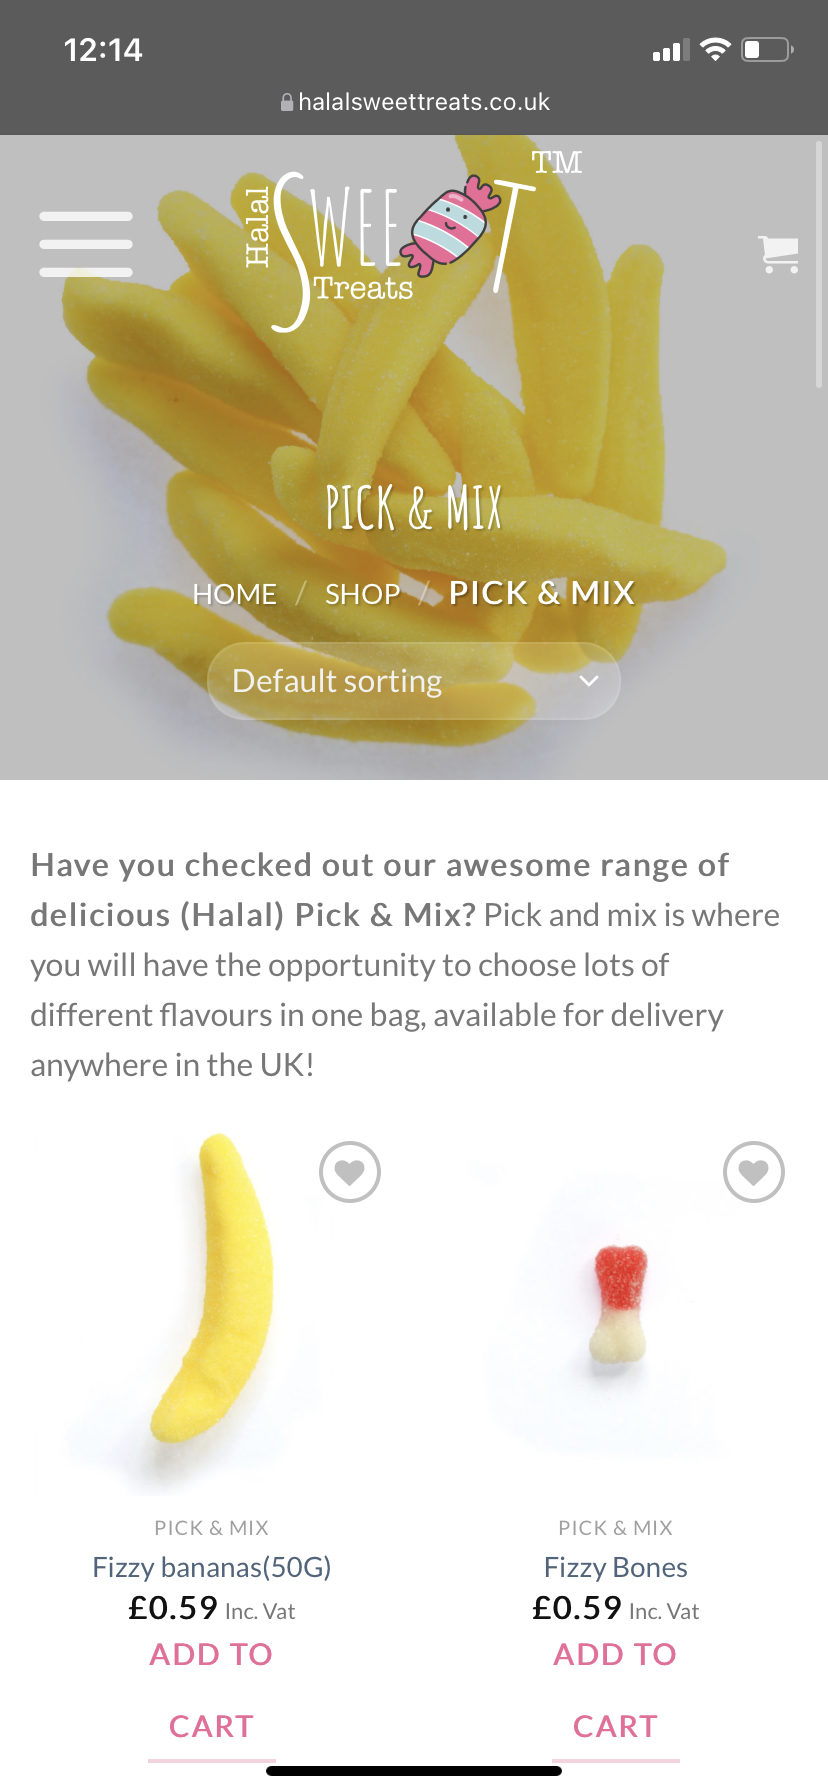 12:14
halalsweettreats.co.uk
Halal SWEET TM
Treats
PICK & MIX
HOME / SHOP / PICK & MIX
Default sorting
Have you checked out our awesome range of
delicious (Halal) Pick & Mix? Pick and mix is where
you will have the opportunity to choose lots of
different flavours in one bag, available for delivery
anywhere in the UK!
PICK & MIX
Fizzy bananas(50G)
£0.59 Inc. Vat
ADD TO
CART
PICK & MIX
Fizzy Bones
£0.59 Inc. Vat
ADD TO
CART